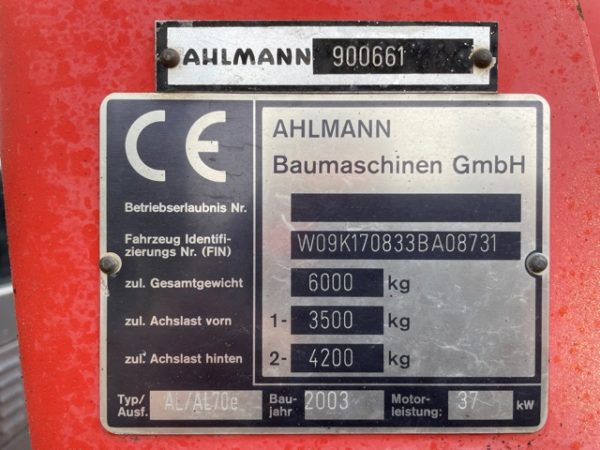 AHLMANN 900661
CE
AHLMANN
Baumaschinen GmbH
Betriebserlaubnis Nr.
Fahrzeug Identifi-
zierungs Nr. (FIN) W09K170833BA08731
zul. Gesamtgewicht 6000 kg
zul. Achslast vorn 1- 3500 kg
zul. Achslast hinten 2- 4200 kg
Typ/
Ausf. AL/AL70e Bau-
jahr 2003 Motor-
leistung: 37 kW